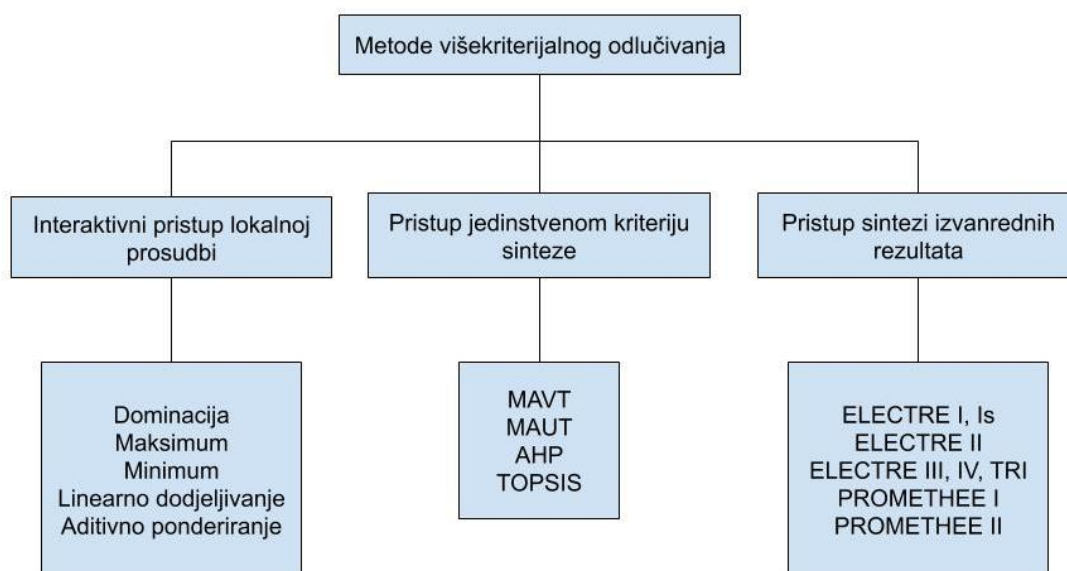 Metode višekriterijalnog odlučivanja
Interaktivni pristup lokalnoj
prosudbi
Pristup jedinstvenom kriteriju
sinteze
Pristup sintezi izvanrednih
rezultata
Dominacija
Maksimum
Minimum
Linearno dodjeljivanje
Aditivno ponderiranje
MAVT
MAUT
AHP
TOPSIS
ELECTRE I, Is
ELECTRE II
ELECTRE III, IV, TRI
PROMETHEE I
PROMETHEE II